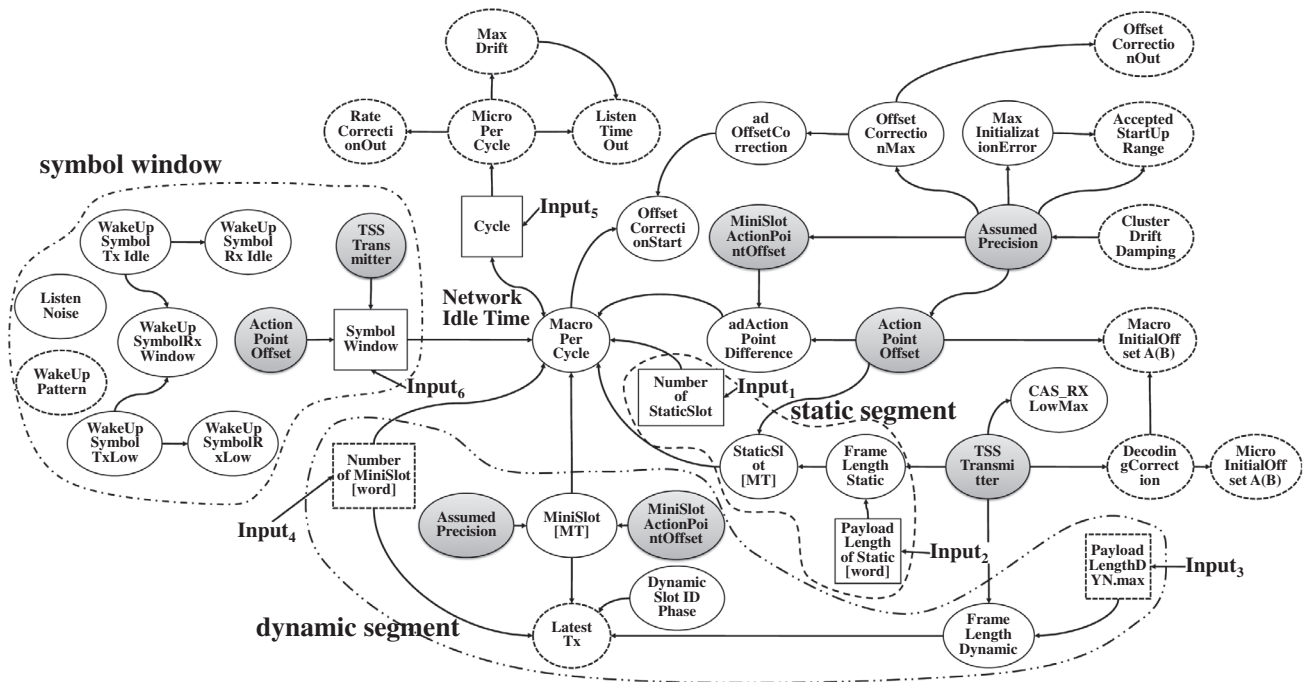 Max
Drift
Offset
Correctio
nOut
Rate
Correcti
onOut
Micro
Per
Cycle
Listen
Time
Out
ad
OffsetCo
rrection
Offset
Correctio
nMax
Max
Initializat
ionError
Accepted
StartUp
Range
symbol window
WakeUp
Symbol
Tx Idle
WakeUp
Symbol
Rx Idle
TSS
Trans
mitter
Cycle
Input5
Offset
Correcti
onStart
MiniSlot
ActionPoi
ntOffset
Assumed
Precision
Cluster
Drift
Damping
Listen
Noise
WakeUp
SymbolRx
Window
Action
Point
Offset
Symbol
Window
Network
Idle Time
Macro
Per
Cycle
adAction
Point
Difference
Action
Point
Offset
Macro
InitialOff
set A(B)
WakeUp
Pattern
Input6
Number
of
StaticSlot
Input1
static segment
CAS_RX
LowMax
WakeUp
Symbol
TxLow
WakeUp
SymbolR
xLow
Number
of MiniSlot
[word]
StaticSl
ot
[MT]
Frame
Length
Static
TSS
Transmi
tter
Decodin
gCorrect
ion
Micro
InitialOff
set A(B)
Input4
Assumed
Precision
MiniSlot
[MT]
MiniSlot
ActionPoi
ntOffset
Payload
Length
of Static
[word]
Input2
Payload
LengthD
YN.max
Input3
Dynamic
Slot ID
Phase
dynamic segment
Latest
Tx
Frame
Length
Dynamic